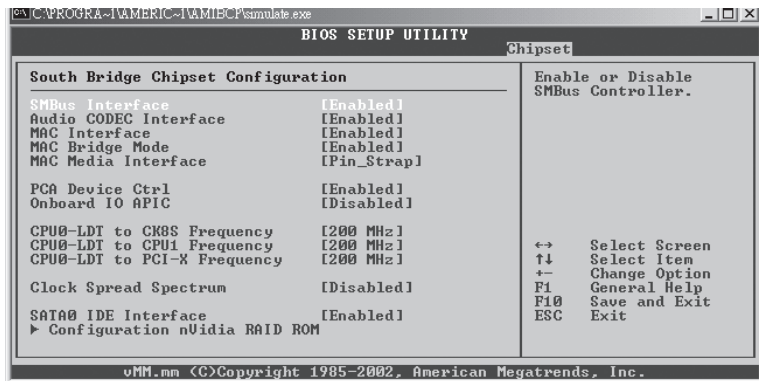 C:\PROGRA~1\AMERIC~1\AMIBCP\simulate.exe
BIOS SETUP UTILITY
Chipset
South Bridge Chipset Configuration
SMBus Interface [Enabled]
Audio CODEC Interface [Enabled]
MAC Interface [Enabled]
MAC Bridge Mode [Enabled]
MAC Media Interface [Pin_Strap]
PCA Device Ctrl [Enabled]
Onboard IO APIC [Disabled]
CPU0-LDT to CK8S Frequency [200 MHz]
CPU0-LDT to CPU1 Frequency [200 MHz]
CPU0-LDT to PCI-X Frequency [200 MHz]
Clock Spread Spectrum [Disabled]
SATA0 IDE Interface [Enabled]
► Configuration nVidia RAID ROM
Enable or Disable
SMBus Controller.
↔ Select Screen
↑↓ Select Item
+- Change Option
F1 General Help
F10 Save and Exit
ESC Exit
vMM.mm (C)Copyright 1985-2002, American Megatrends, Inc.